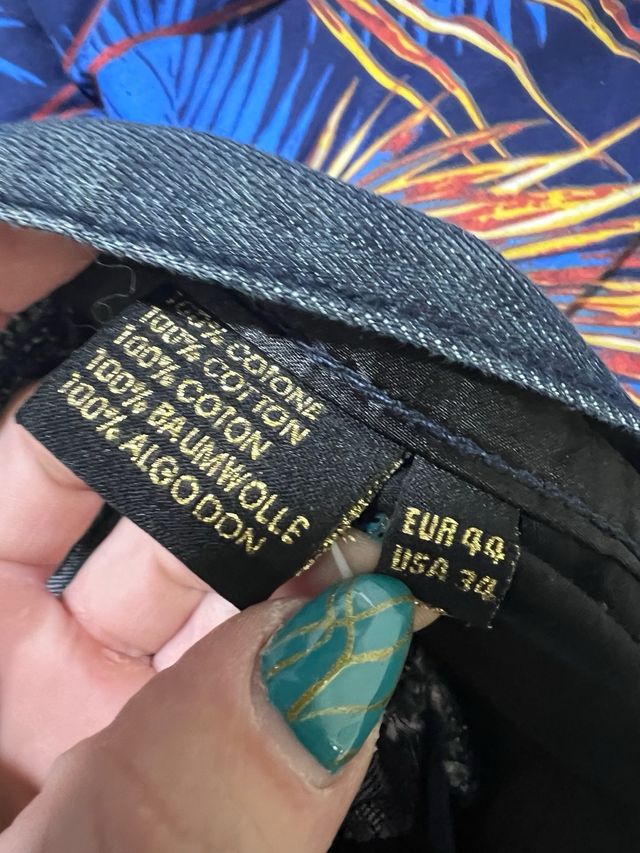 100% COTONE
100% COTTON
100% COTON
100% BAUMWOLLE
100% ALGODON
EUR 44
USA 34